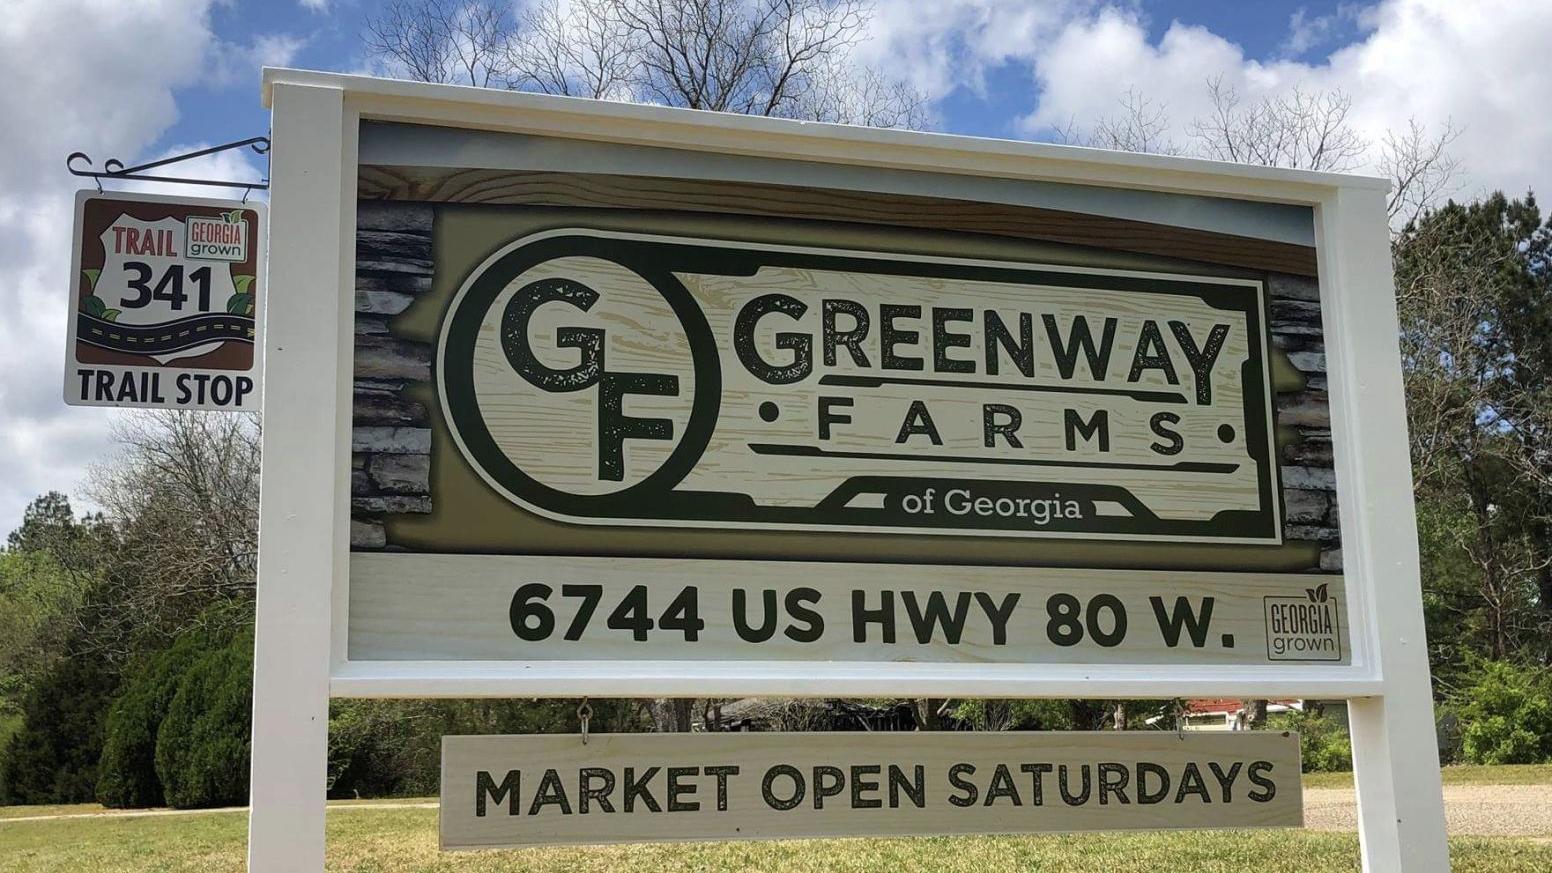 TRAIL
GEORGIA
grown
341
TRAIL STOP
GF
GREENWAY
• FARMS •
of Georgia
6744 US HWY 80 W.
GEORGIA
grown
MARKET OPEN SATURDAYS